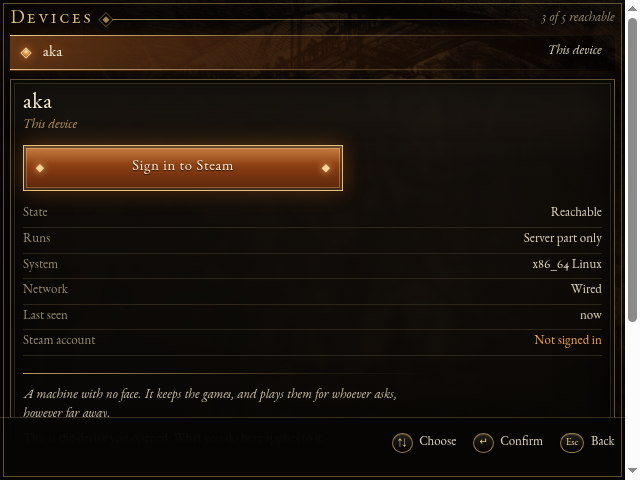 Devices
3 of 5 reachable
aka
This device
aka
This device
Sign in to Steam
State Reachable
Runs Server part only
System x86_64 Linux
Network Wired
Last seen now
Steam account Not signed in
A machine with no face. It keeps the games, and plays them for whoever asks,
however far away.
↑↓ Choose ↵ Confirm Esc Back